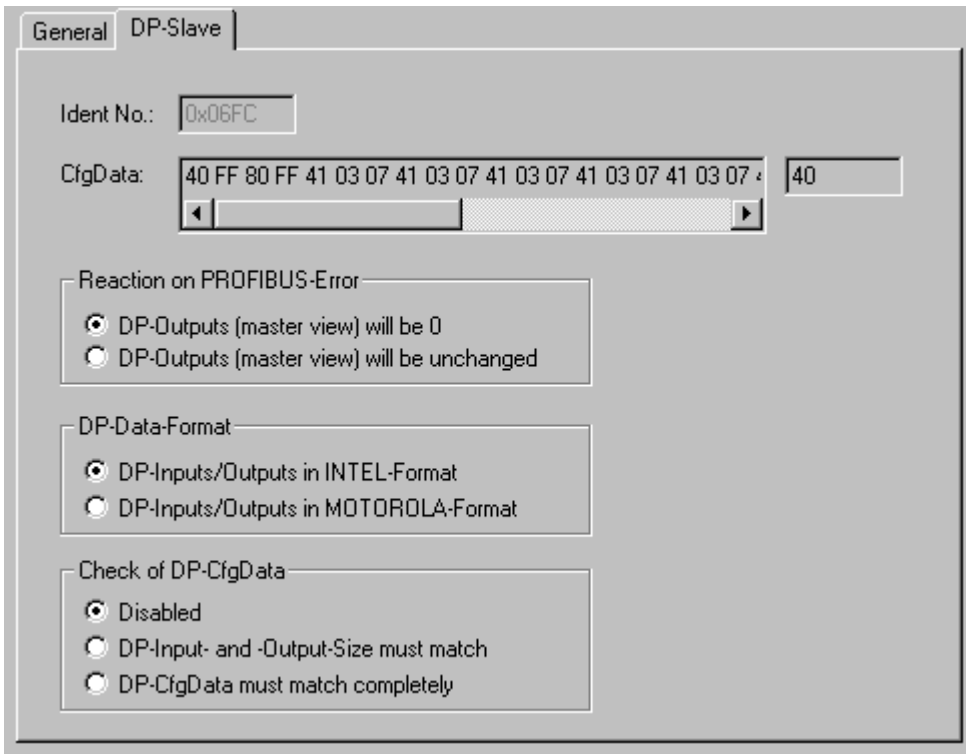 General DP-Slave
Ident No.: 0x06FC
CfgData: 40 FF 80 FF 41 03 07 41 03 07 41 03 07 41 03 07 41 03 07 40
Reaction on PROFIBUS-Error
DP-Outputs (master view) will be 0
DP-Outputs (master view) will be unchanged
DP-Data-Format
DP-Inputs/Outputs in INTEL-Format
DP-Inputs/Outputs in MOTOROLA-Format
Check of DP-CfgData
Disabled
DP-Input- and -Output-Size must match
DP-CfgData must match completely